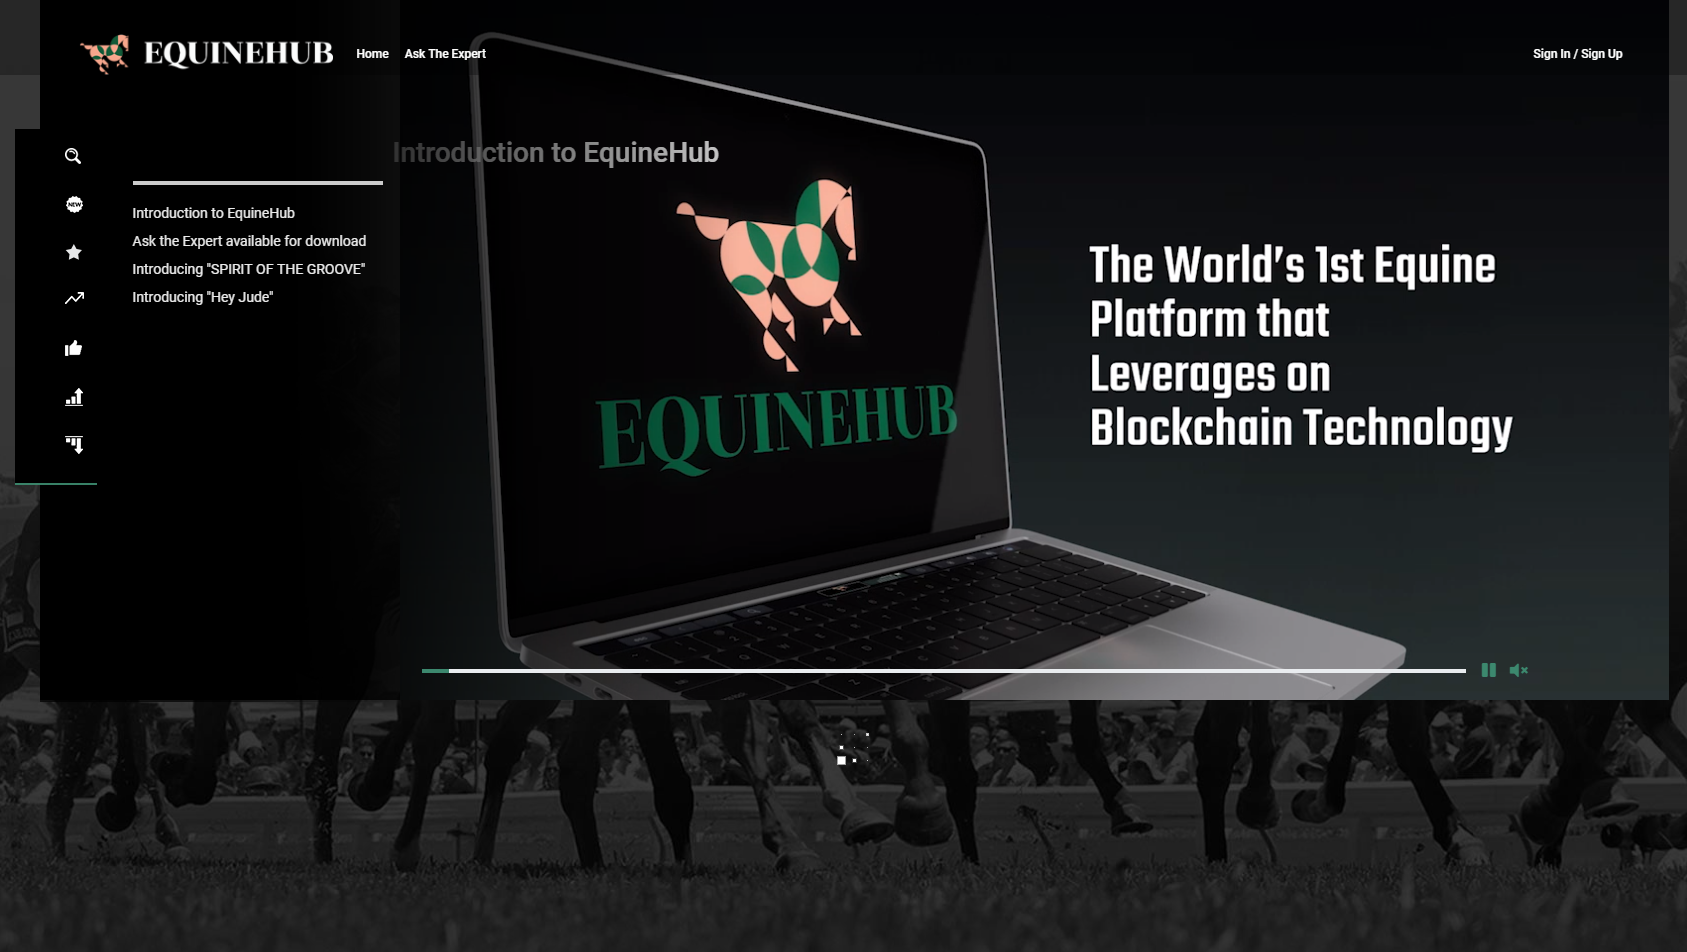 EQUINEHUB
Home
Ask The Expert
Sign In / Sign Up
Introduction to EquineHub
NEW
Introduction to EquineHub
Ask the Expert available for download
Introducing "SPIRIT OF THE GROOVE"
Introducing "Hey Jude"
EQUINEHUB
The World's 1st Equine
Platform that
Leverages on
Blockchain Technology